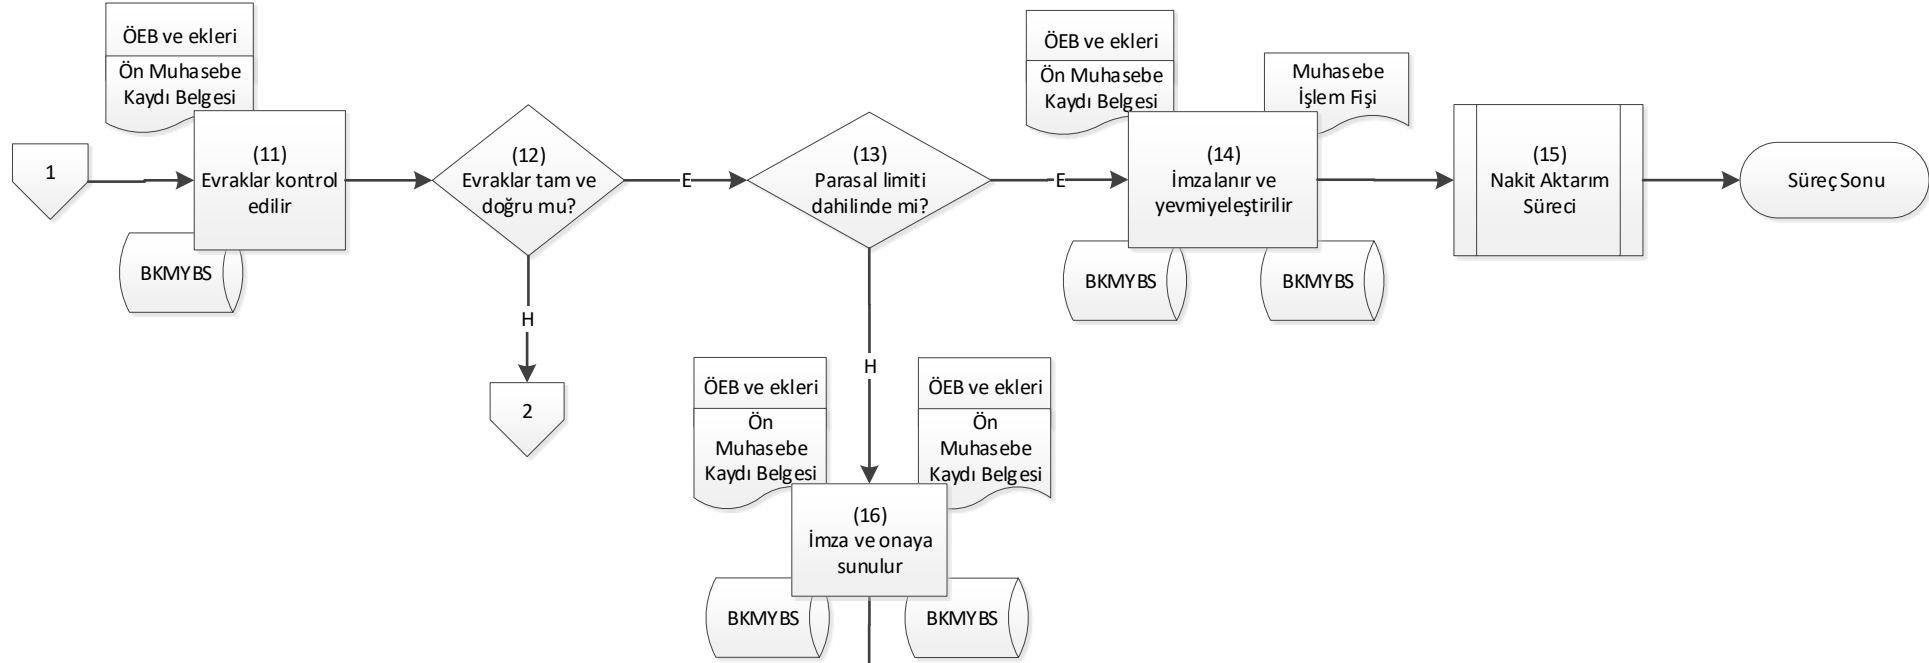 ÖEB ve ekleri
Ön Muhasebe
Kaydı Belgesi
1
(11)
Evraklar kontrol
edilir
BKMYBS
(12)
Evraklar tam ve
doğru mu?
E
H
2
(13)
Parasal limiti
dahilinde mi?
E
H
ÖEB ve ekleri
Ön Muhasebe
Kaydı Belgesi
Muhasebe
İşlem Fişi
(14)
İmzalanır ve
yevmiyeleştirilir
BKMYBS
BKMYBS
(15)
Nakit Aktarım
Süreci
Süreç Sonu
ÖEB ve ekleri
Ön
Muhasebe
Kaydı Belgesi
ÖEB ve ekleri
Ön
Muhasebe
Kaydı Belgesi
(16)
İmza ve onaya
sunulur
BKMYBS
BKMYBS